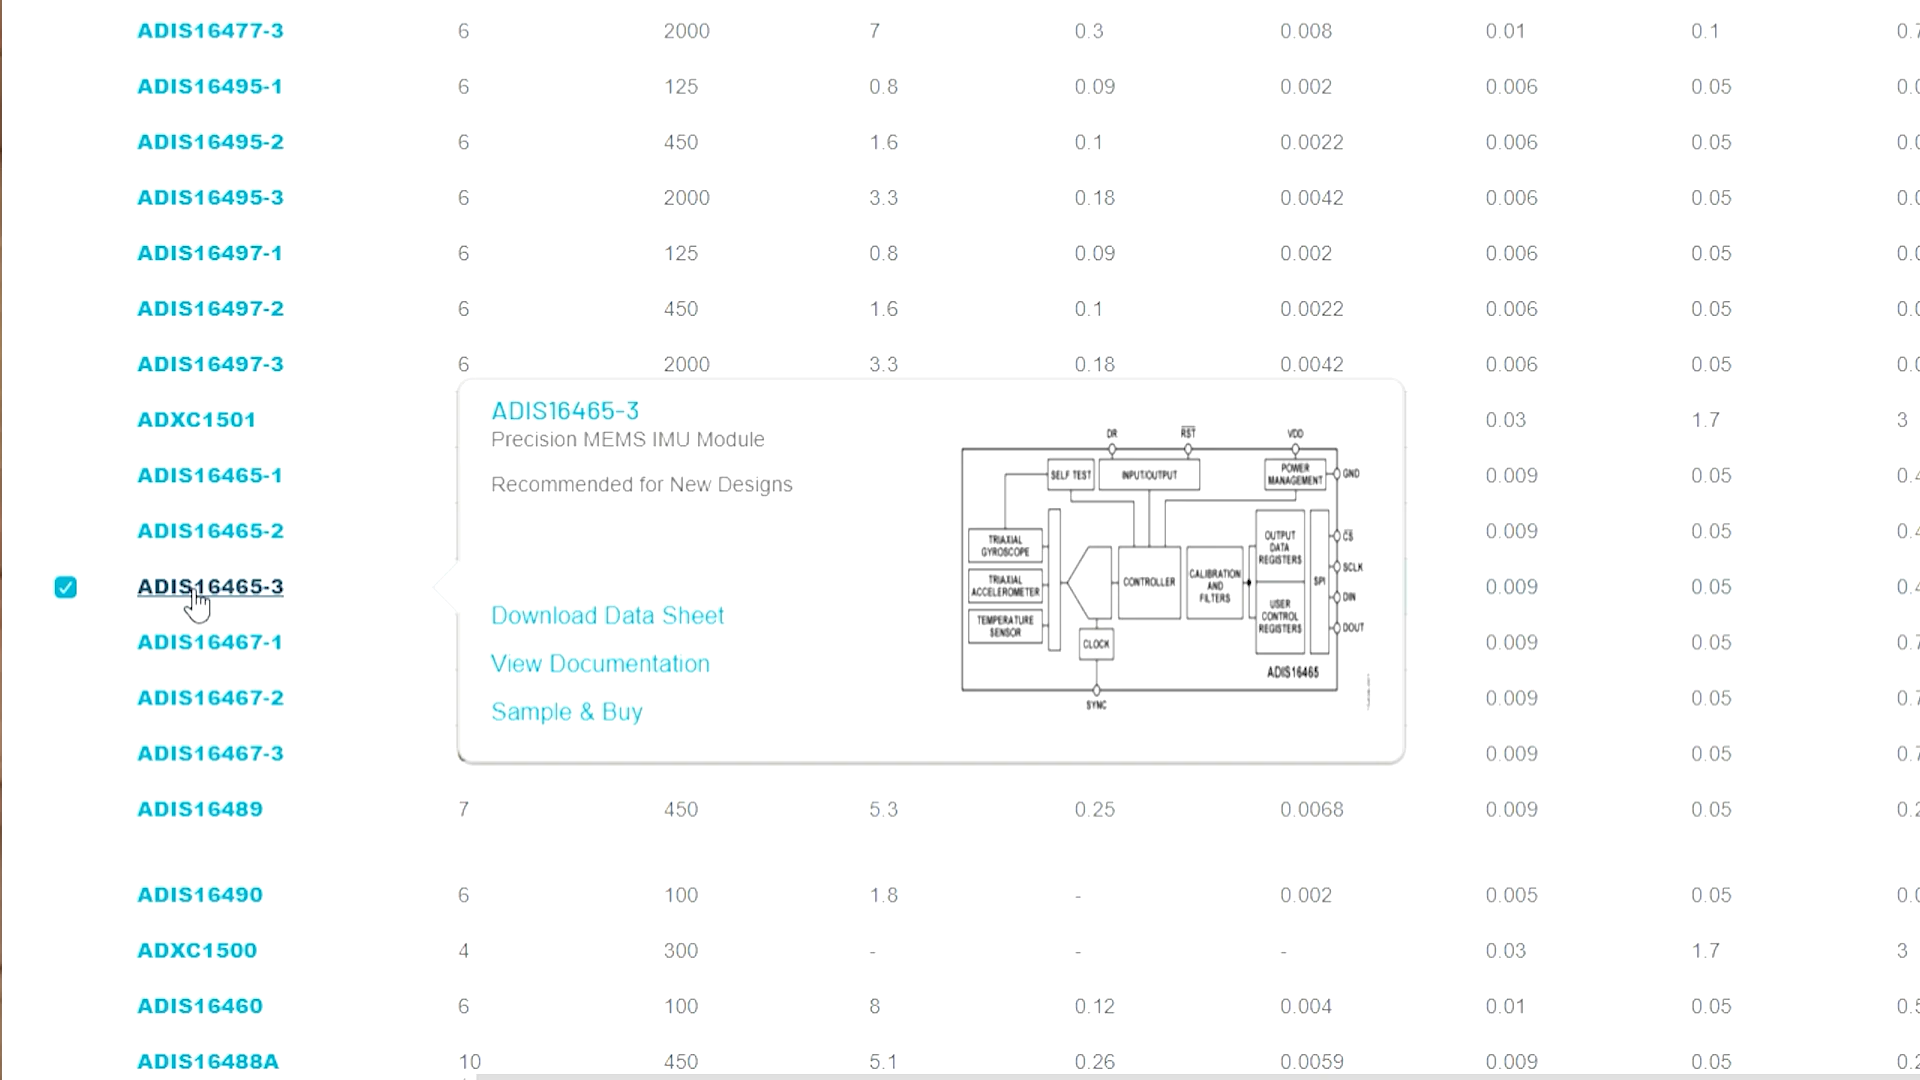 ADIS16477-3 6 2000 7 0.3 0.008 0.01 0.1
ADIS16495-1 6 125 0.8 0.09 0.002 0.006 0.05
ADIS16495-2 6 450 1.6 0.1 0.0022 0.006 0.05
ADIS16495-3 6 2000 3.3 0.18 0.0042 0.006 0.05
ADIS16497-1 6 125 0.8 0.09 0.002 0.006 0.05
ADIS16497-2 6 450 1.6 0.1 0.0022 0.006 0.05
ADIS16497-3 6 2000 3.3 0.18 0.0042 0.006 0.05
ADXC1501 0.03 1.7 3
ADIS16465-1 0.009 0.05
ADIS16465-2 0.009 0.05
ADIS16465-3 0.009 0.05
ADIS16467-1 0.009 0.05
ADIS16467-2 0.009 0.05
ADIS16467-3 0.009 0.05
ADIS16465-3
Precision MEMS IMU Module
Recommended for New Designs
Download Data Sheet
View Documentation
Sample & Buy
DR RST VDD
SELF TEST
INPUT/OUTPUT
POWER
MANAGEMENT
GND
TRIAXIAL
GYROSCOPE
TRIAXIAL
ACCELEROMETER
TEMPERATURE
SENSOR
CONTROLLER
CALIBRATION
AND
FILTERS
OUTPUT
DATA
REGISTERS
USER
CONTROL
REGISTERS
SPI
CS
SCLK
DIN
DOUT
CLOCK
ADIS16465
SYNC
ADIS16489 7 450 5.3 0.25 0.0068 0.009 0.05
ADIS16490 6 100 1.8 - 0.002 0.005 0.05
ADXC1500 4 300 - - - 0.03 1.7 3
ADIS16460 6 100 8 0.12 0.004 0.01 0.05
ADIS16488A 10 450 5.1 0.26 0.0059 0.009 0.05